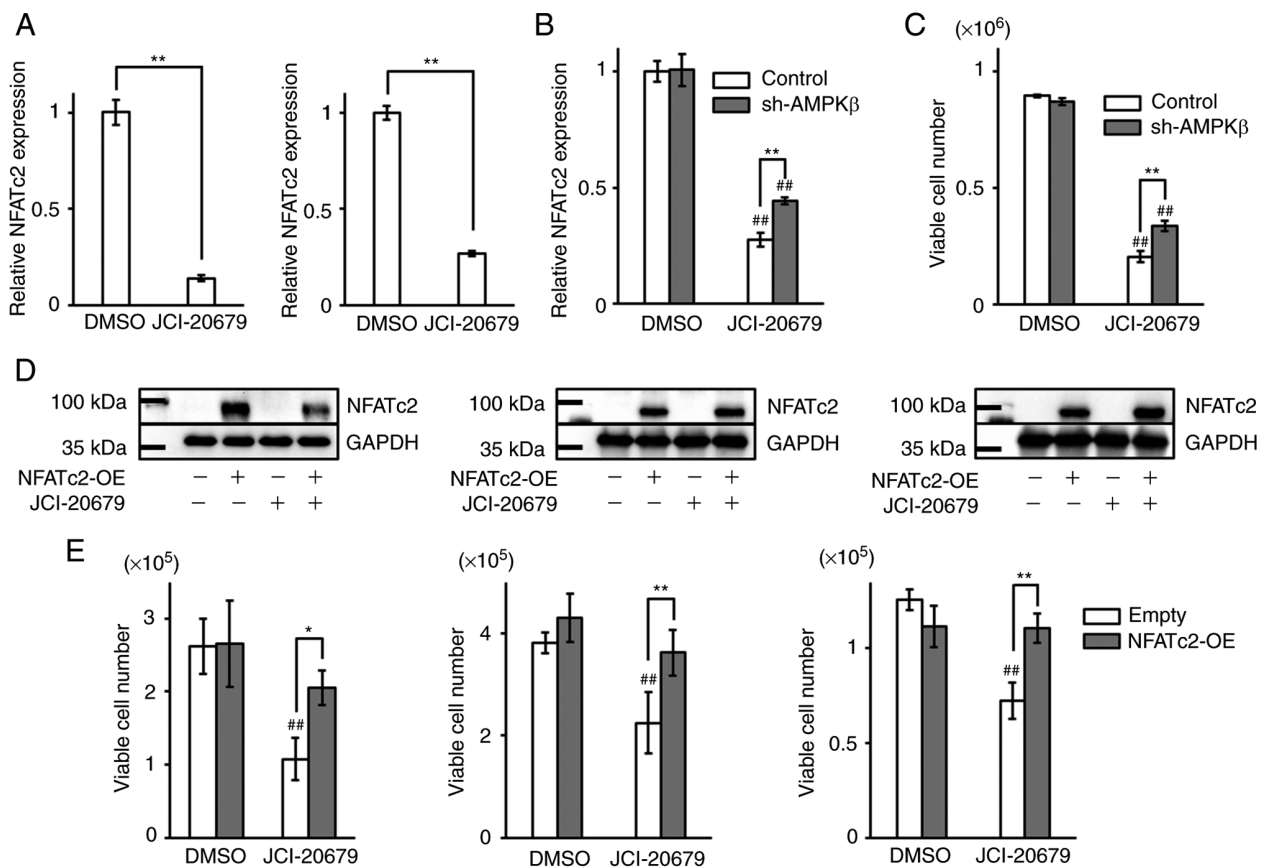 A
Relative NFATc2 expression
1
0.5
0
**
DMSO JCI-20679
Relative NFATc2 expression
1
0.5
0
**
DMSO JCI-20679
B
Relative NFATc2 expression
1
0.5
0
Control
sh-AMPKβ
**
##
##
DMSO JCI-20679
C
(×10⁶)
Viable cell number
1
0.5
0
Control
sh-AMPKβ
**
##
##
DMSO JCI-20679
D
100 kDa NFATc2
35 kDa GAPDH
NFATc2-OE − + − +
JCI-20679 − − + +
100 kDa NFATc2
35 kDa GAPDH
NFATc2-OE − + − +
JCI-20679 − − + +
100 kDa NFATc2
35 kDa GAPDH
NFATc2-OE − + − +
JCI-20679 − − + +
E
(×10⁵)
Viable cell number
3
2
1
0
*
##
DMSO JCI-20679
(×10⁵)
Viable cell number
4
2
0
**
##
DMSO JCI-20679
(×10⁵)
Viable cell number
1
0.5
0
**
##
DMSO JCI-20679
Empty
NFATc2-OE